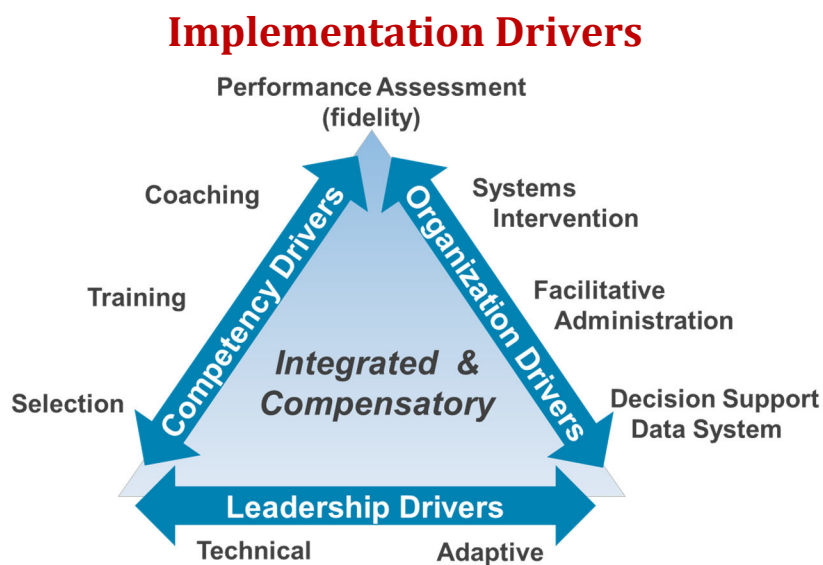 Implementation Drivers
Performance Assessment
(fidelity)
Coaching
Training
Selection
Competency Drivers
Systems
Intervention
Facilitative
Administration
Decision Support
Data System
Organization Drivers
Integrated &
Compensatory
Leadership Drivers
Technical
Adaptive